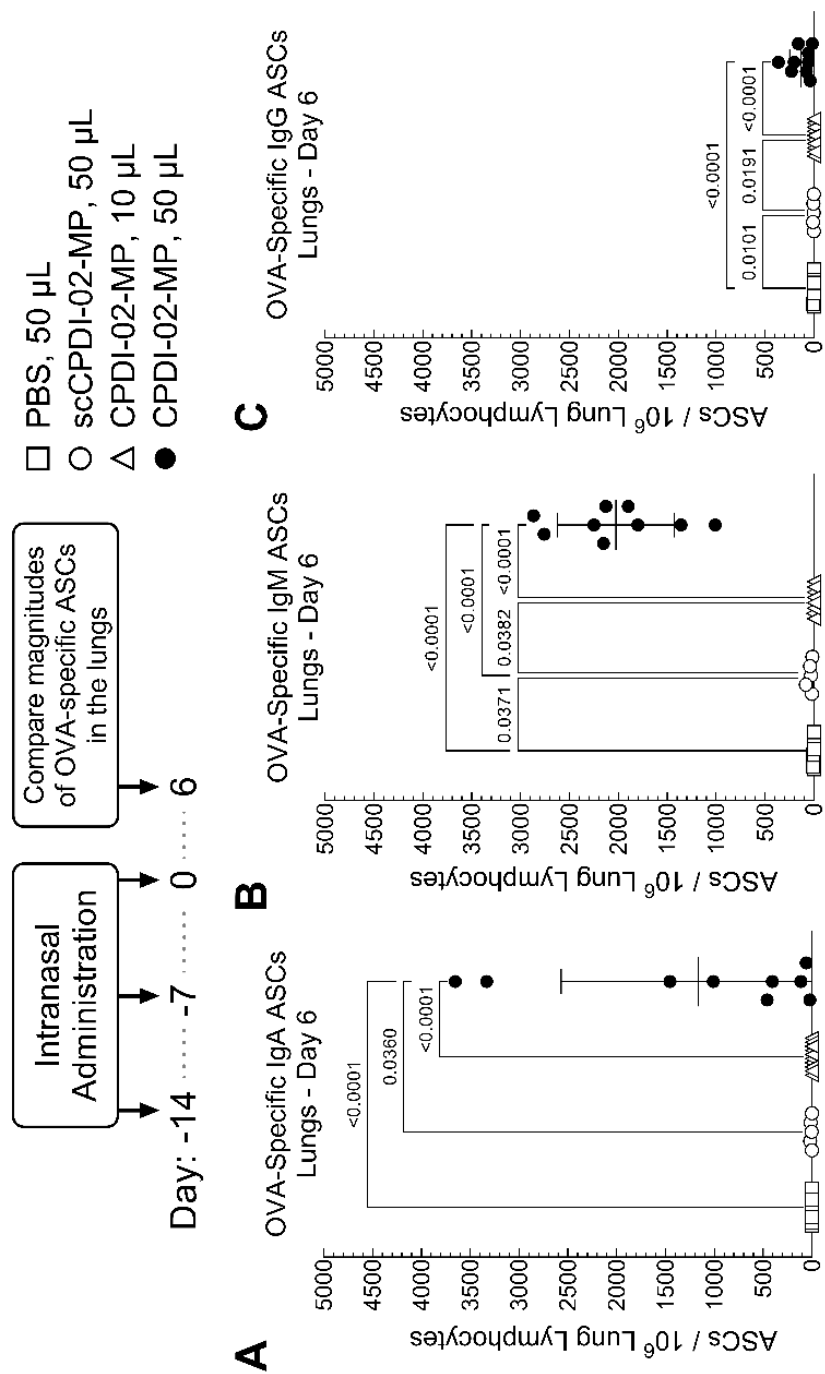 Intranasal
Administration
Compare magnitudes
of OVA-specific ASCs
in the lungs
Day: -14 -7 0 6
PBS, 50 µL
scCPDI-02-MP, 50 µL
CPDI-02-MP, 10 µL
CPDI-02-MP, 50 µL
A
OVA-Specific IgA ASCs
Lungs - Day 6
ASCs / 10⁶ Lung Lymphocytes
5000
4500
4000
3500
3000
2500
2000
1500
1000
500
0
<0.0001
0.0360
<0.0001
B
OVA-Specific IgM ASCs
Lungs - Day 6
ASCs / 10⁶ Lung Lymphocytes
5000
4500
4000
3500
3000
2500
2000
1500
1000
500
0
<0.0001
<0.0001
0.0371 0.0382 <0.0001
C
OVA-Specific IgG ASCs
Lungs - Day 6
ASCs / 10⁶ Lung Lymphocytes
5000
4500
4000
3500
3000
2500
2000
1500
1000
500
0
<0.0001
0.0101 0.0191 <0.0001